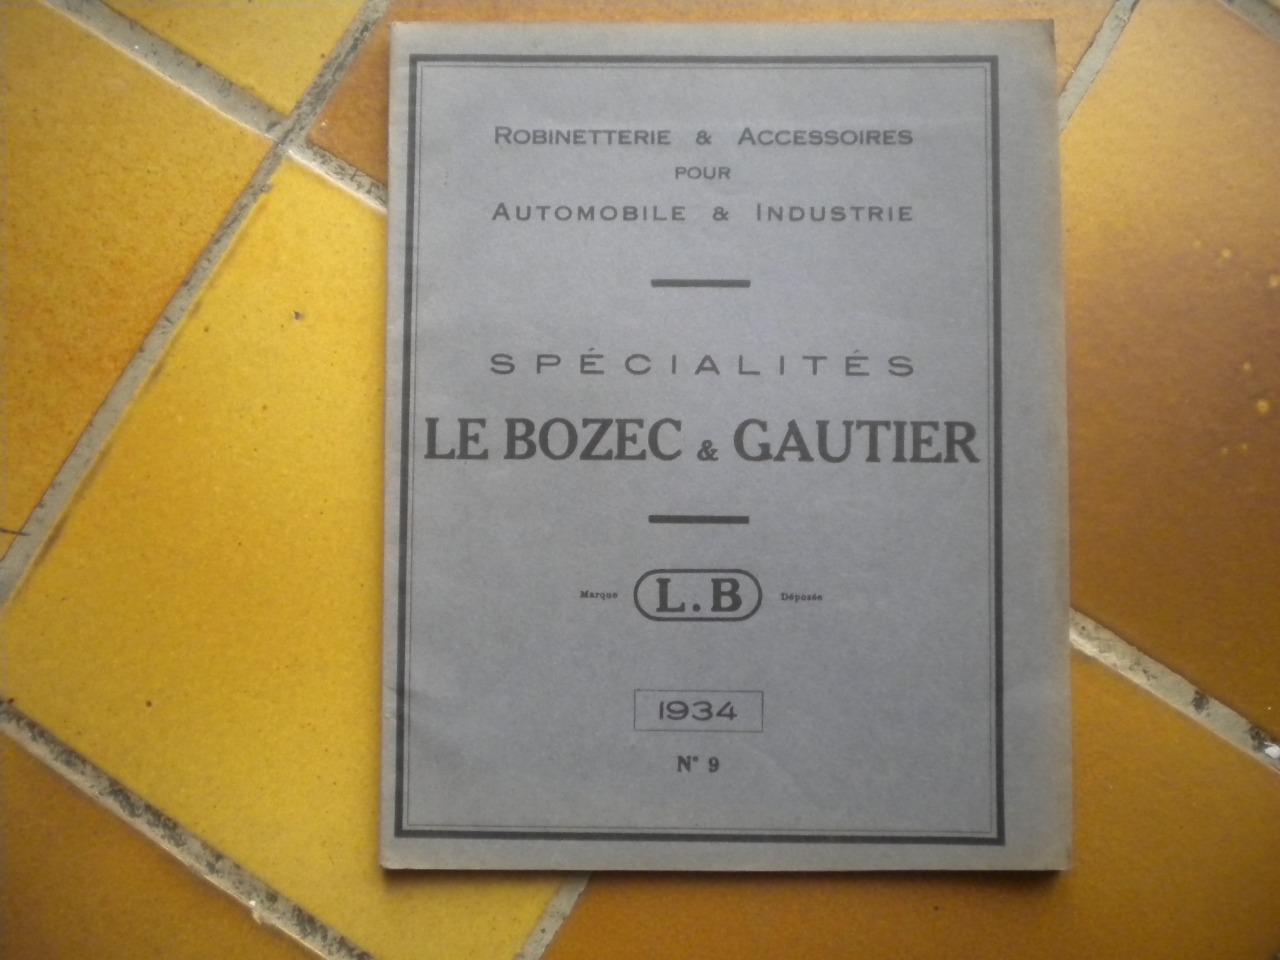 ROBINETTERIE & ACCESSOIRES
POUR
AUTOMOBILE & INDUSTRIE
SPÉCIALITÉS
LE BOZEC & GAUTIER
Marque L.B Déposée
1934
N° 9